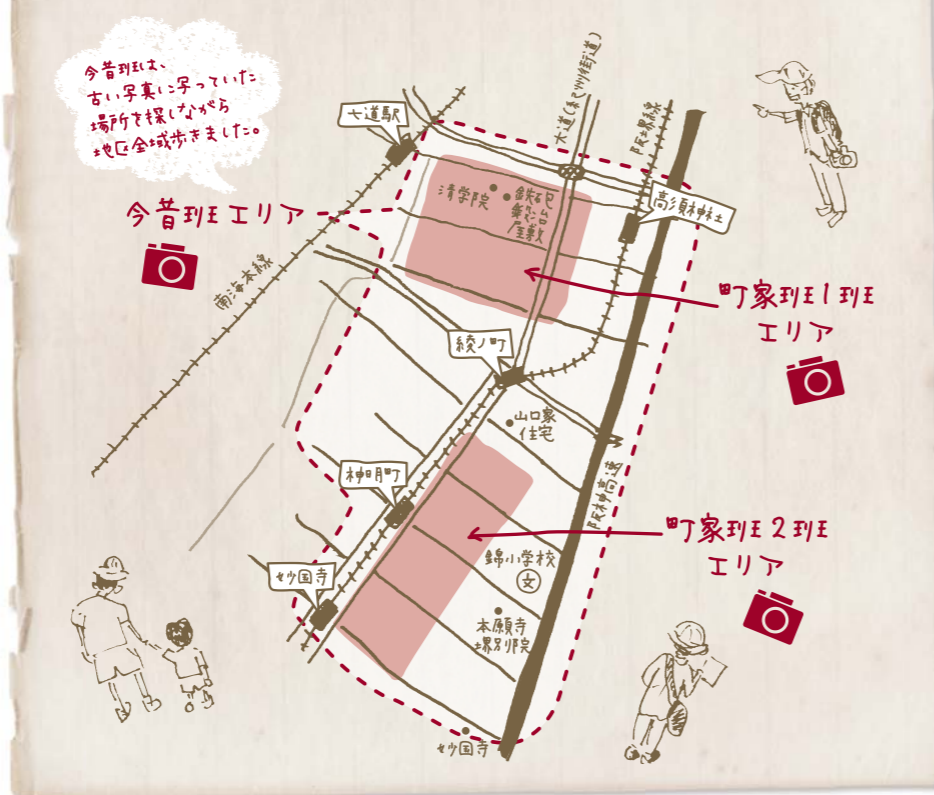 今昔班は、
古い写真に写っていた
場所を探しながら
地区全域歩きました。
七道駅
大道(紀州街道)
阪堺線
清学院
鉄砲
鍛冶
屋敷
高須神社
今昔班エリア
南海本線
町家班1班
エリア
綾ノ町
山口家
住宅
神明町
阪神高速
町家班2班
エリア
錦小学校
文
妙国寺
本願寺
堺別院
妙国寺